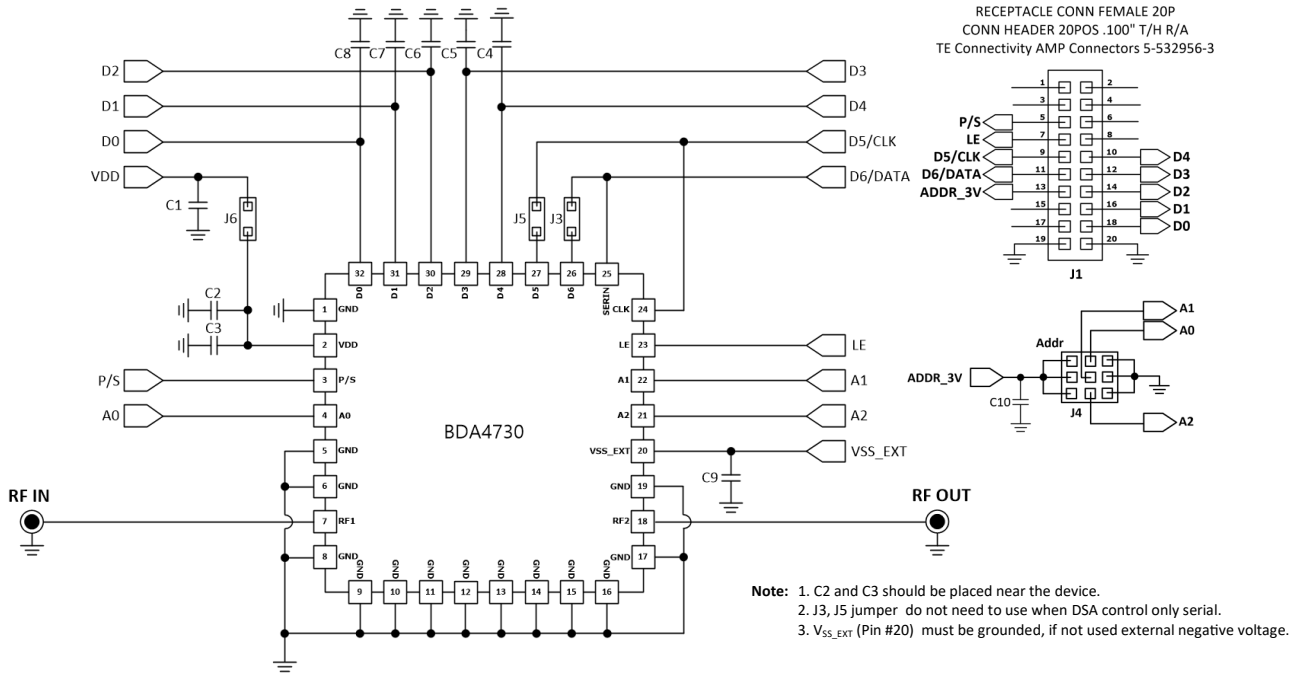 RECEPTACLE CONN FEMALE 20P
CONN HEADER 20POS .100" T/H R/A
TE Connectivity AMP Connectors 5-532956-3
C8
C7
C6
C5
C4
D2
D3
D1
D4
D0
D5/CLK
VDD
D6/DATA
C1
J6
J5
J3
32
31
30
29
28
27
26
25
D0
D1
D2
D3
D4
D5
D6
SERIN
C2
C3
1 GND
2 VDD
P/S
3 P/S
A0
4 A0
5 GND
6 GND
RF IN
7 RF1
8 GND
BDA4730
CLK 24
LE 23
LE
A1 22
A1
A2 21
A2
VSS_EXT 20
VSS_EXT
C9
GND 19
RF OUT
RF2 18
GND 17
GND
GND
GND
GND
GND
GND
GND
GND
9
10
11
12
13
14
15
16
1
2
3
4
P/S
5
6
LE
7
8
D5/CLK
9
10
D4
D6/DATA
11
12
D3
ADDR_3V
13
14
D2
15
16
D1
17
18
D0
19
20
J1
A1
A0
Addr
ADDR_3V
C10
J4
A2
Note: 1. C2 and C3 should be placed near the device.
2. J3, J5 jumper do not need to use when DSA control only serial.
3. VSS_EXT (Pin #20) must be grounded, if not used external negative voltage.